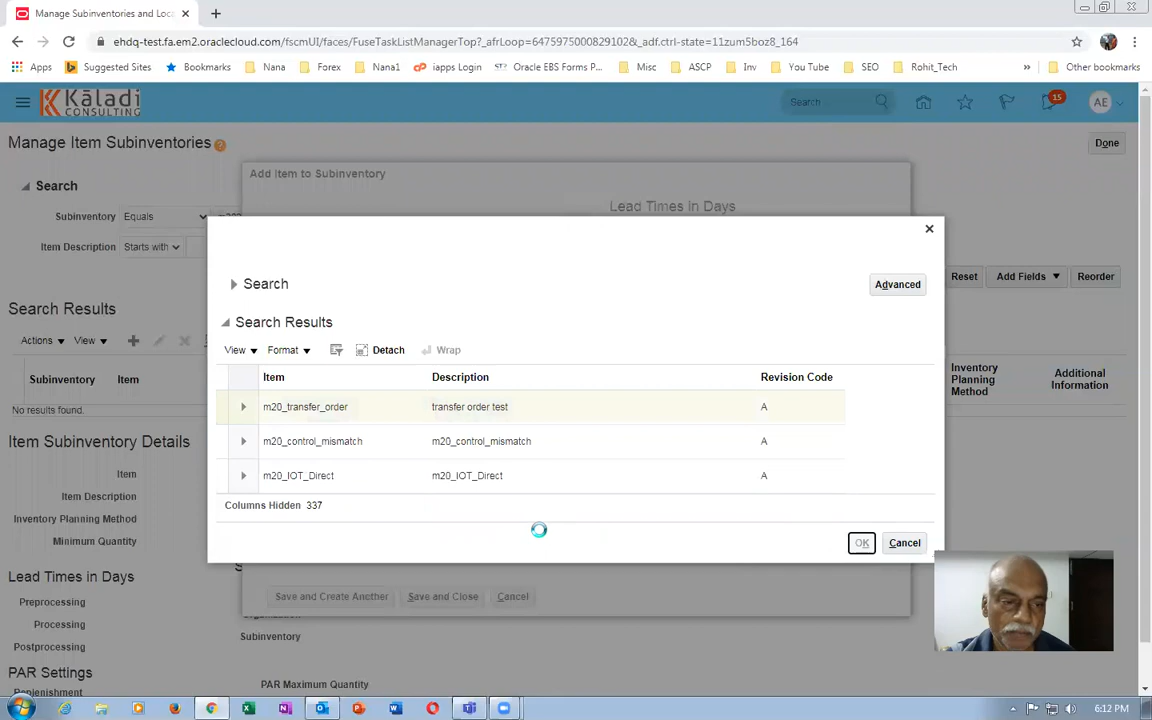 Manage Subinventories and Loca
ehdq-test.fa.em2.oraclecloud.com/fscmUI/faces/FuseTaskListManagerTop?_afrLoop=6475975000829102&_adf.ctrl-state=11zum5boz8_164
Apps Suggested Sites Bookmarks Nana Forex Nana1 iapps Login Oracle EBS Forms P... Misc ASCP Inv You Tube SEO Rohit_Tech » Other bookmarks
Kāladi
CONSULTING
Search
15
AE
Manage Item Subinventories
Done
Search
Add Item to Subinventory
Lead Times in Days
Subinventory Equals
Item Description Starts with
Reset Add Fields Reorder
Search Results
Actions View
Subinventory Item
Inventory
Planning
Method
Additional
Information
No results found.
Item Subinventory Details
Item
Item Description
Inventory Planning Method
Minimum Quantity
Lead Times in Days
Preprocessing
Processing
Postprocessing
PAR Settings
Replenishment
Search
Advanced
Search Results
View Format Detach Wrap
Item Description Revision Code
m20_transfer_order transfer order test A
m20_control_mismatch m20_control_mismatch A
m20_IOT_Direct m20_IOT_Direct A
Columns Hidden 337
OK Cancel
Save and Create Another Save and Close Cancel
Subinventory
PAR Maximum Quantity
6:12 PM